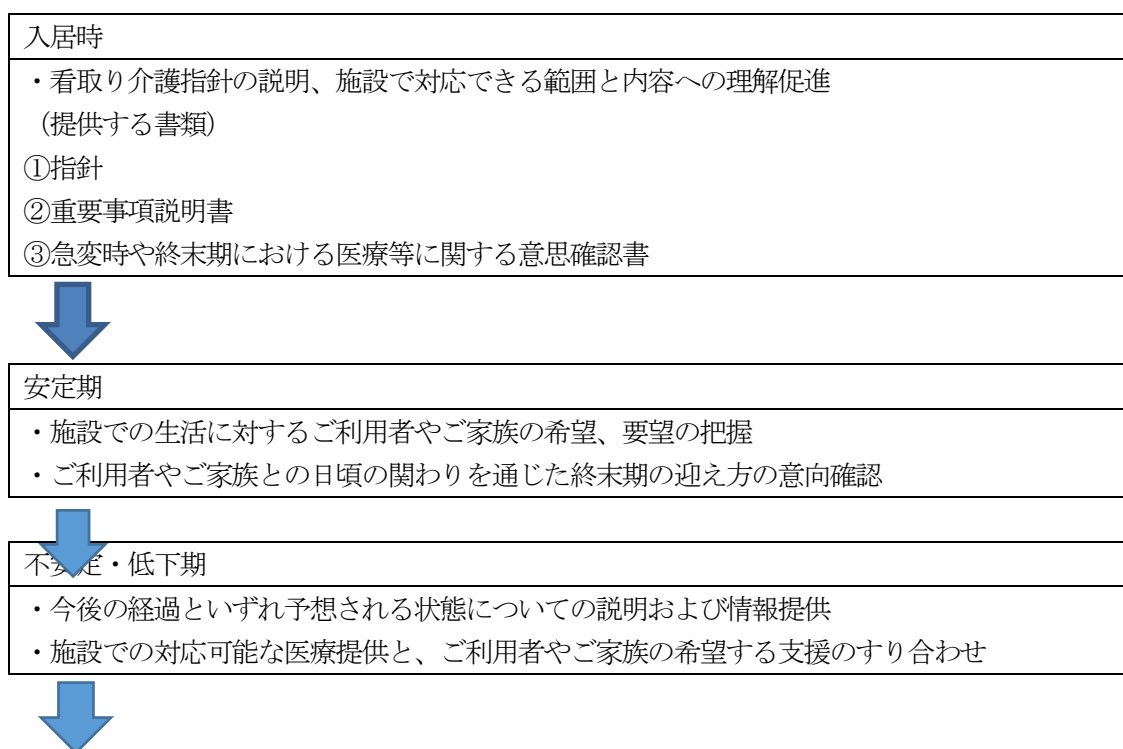 入居時
・看取り介護指針の説明、施設で対応できる範囲と内容への理解促進
（提供する書類）
①指針
②重要事項説明書
③急変時や終末期における医療等に関する意思確認書
安定期
・施設での生活に対するご利用者やご家族の希望、要望の把握
・ご利用者やご家族との日頃の関わりを通じた終末期の迎え方の意向確認
不安定・低下期
・今後の経過といずれ予想される状態についての説明および情報提供
・施設での対応可能な医療提供と、ご利用者やご家族の希望する支援のすり合わせ